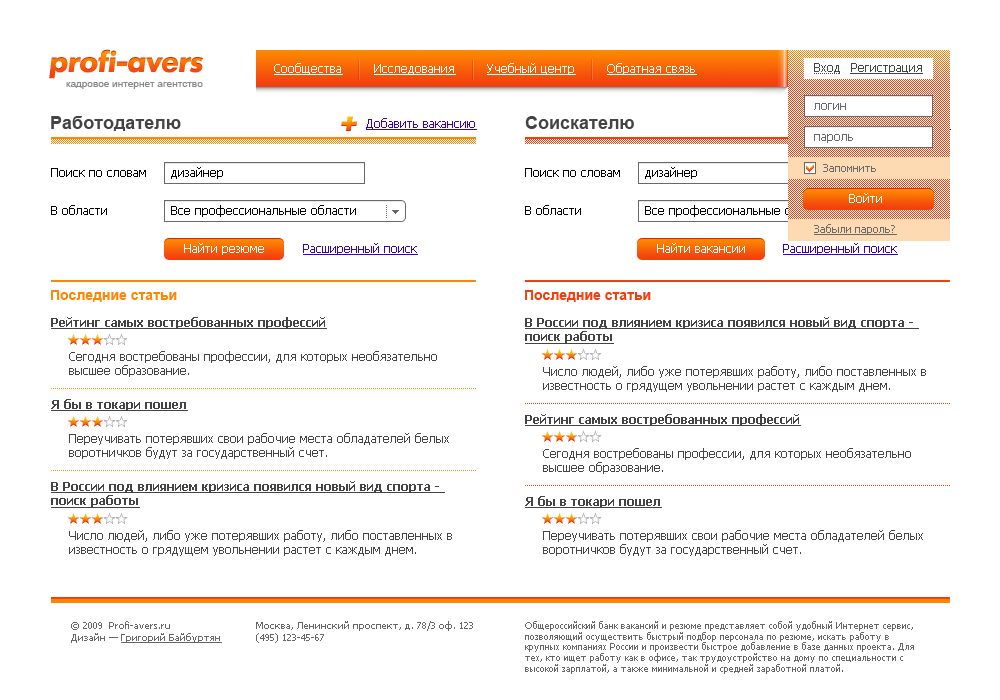 profi-avers
кадровое интернет агентство
Сообщества Исследования Учебный центр Обратная связь
Вход Регистрация
логин
пароль
Запомнить
Войти
Забыли пароль?
Работодателю
Добавить вакансию
Поиск по словам дизайнер
В области Все профессиональные области
Найти резюме Расширенный поиск
Последние статьи
Рейтинг самых востребованных профессий
Сегодня востребованы профессии, для которых необязательно
высшее образование.
Я бы в токари пошел
Переучивать потерявших свои рабочие места обладателей белых
воротничков будут за государственный счет.
В России под влиянием кризиса появился новый вид спорта -
поиск работы
Число людей, либо уже потерявших работу, либо поставленных в
известность о грядущем увольнении растет с каждым днем.
Соискателю
Поиск по словам дизайнер
В области Все профессиональные
Найти вакансии Расширенный поиск
Последние статьи
В России под влиянием кризиса появился новый вид спорта -
поиск работы
Число людей, либо уже потерявших работу, либо поставленных в
известность о грядущем увольнении растет с каждым днем.
Рейтинг самых востребованных профессий
Сегодня востребованы профессии, для которых необязательно
высшее образование.
Я бы в токари пошел
Переучивать потерявших свои рабочие места обладателей белых
воротничков будут за государственный счет.
© 2009 Profi-avers.ru
Дизайн — Григорий Байбуртян
Москва, Ленинский проспект, д. 78/3 оф. 123
(495) 123-45-67
Общероссийский банк вакансий и резюме представляет собой удобный Интернет сервис,
позволяющий осуществить быстрый подбор персонала по резюме, искать работу в
крупных компаниях России и произвести быстрое добавление в базе данных проекта. Для
тех, кто ищет работу как в офисе, так трудоустройство на дому по специальности с
высокой зарплатой, а также минимальной и средней заработной платой.